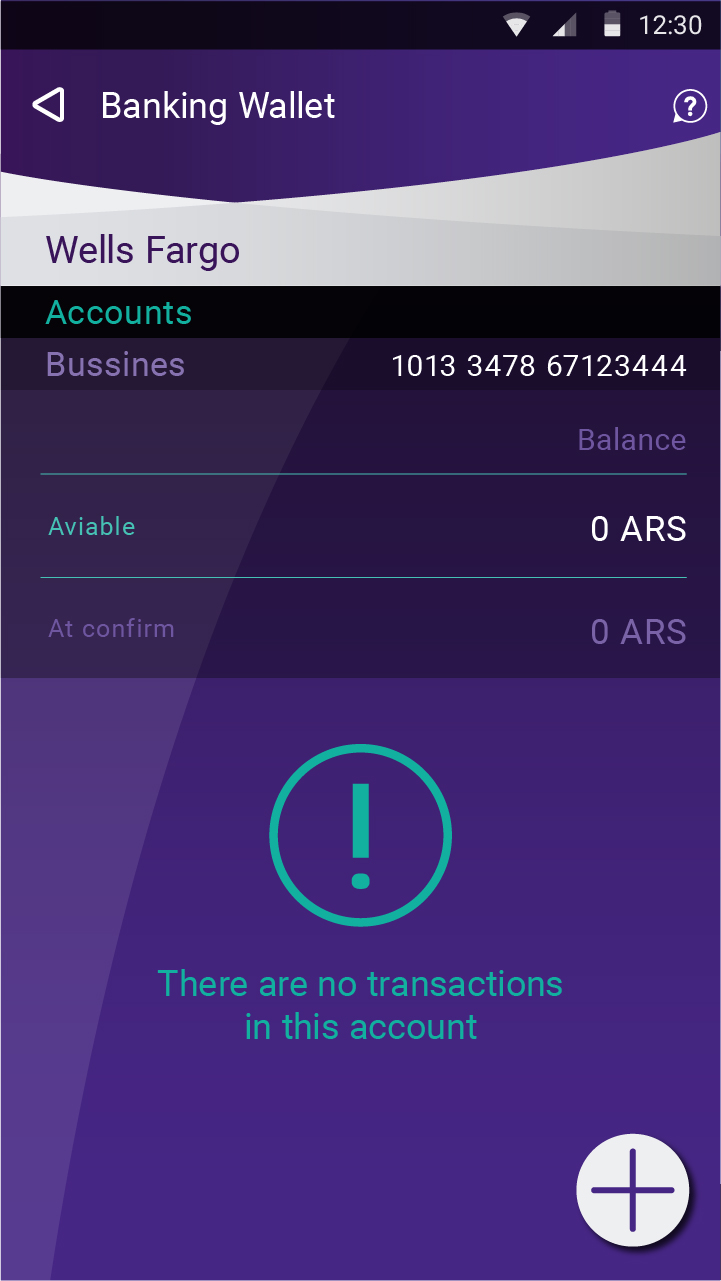 12:30
Banking Wallet
?
Wells Fargo
Accounts
Bussines 1013 3478 67123444
Balance
Aviable 0 ARS
At confirm 0 ARS
!
There are no transactions
in this account